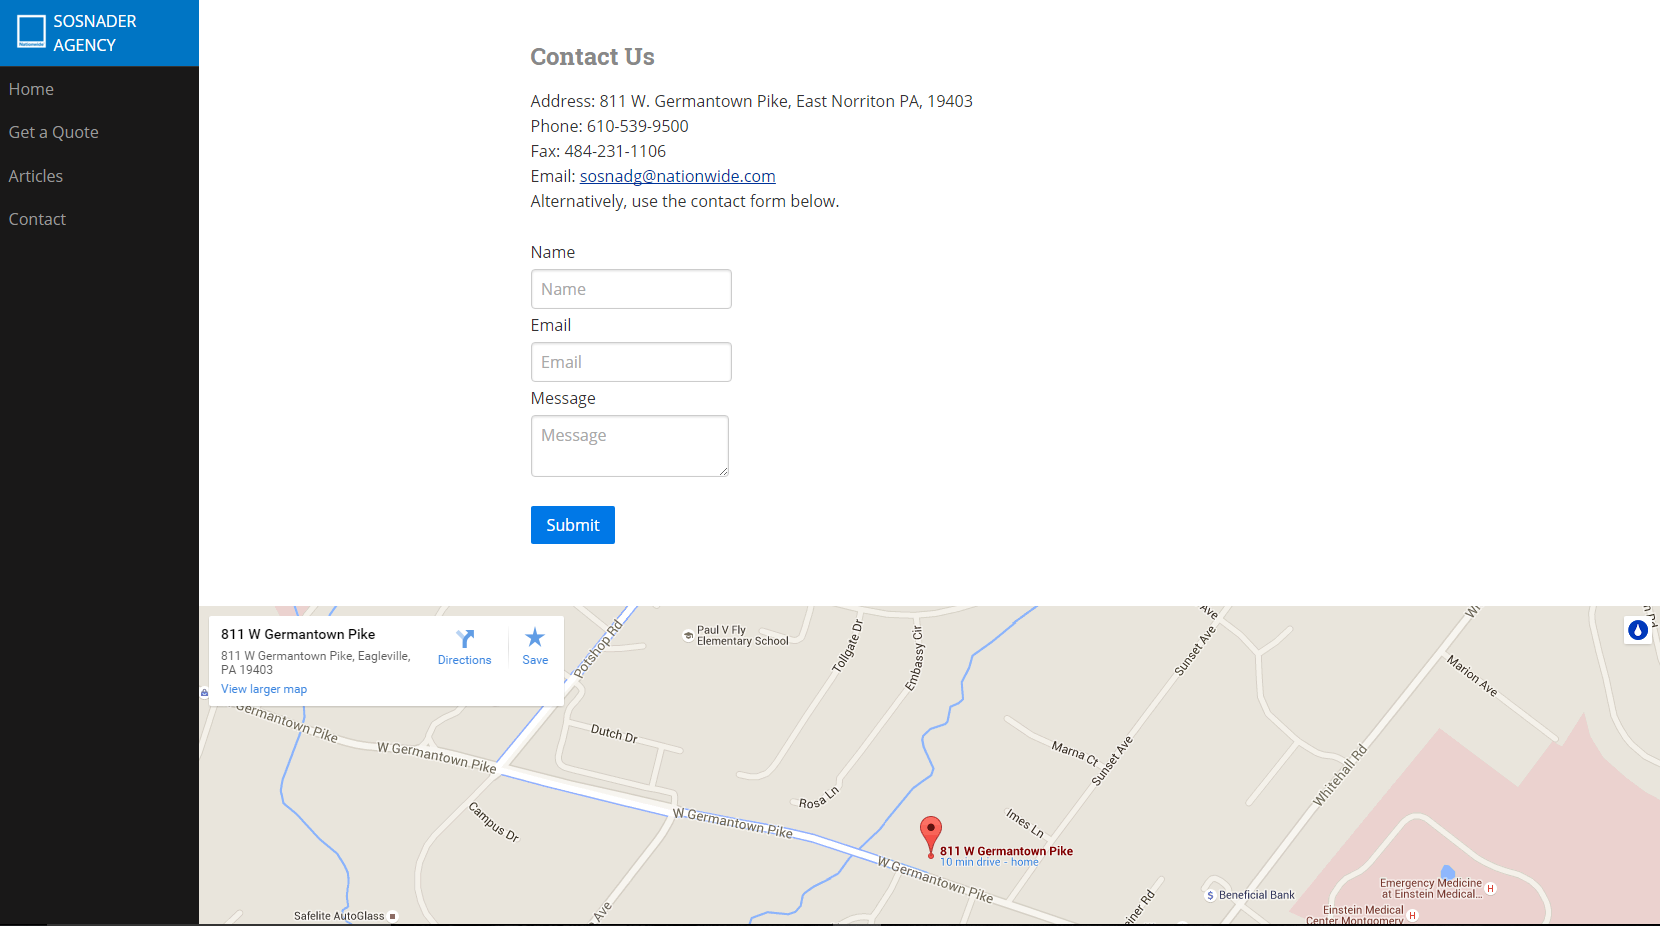 SOSNADER
AGENCY
Home
Get a Quote
Articles
Contact
Contact Us
Address: 811 W. Germantown Pike, East Norriton PA, 19403
Phone: 610-539-9500
Fax: 484-231-1106
Email: sosnadg@nationwide.com
Alternatively, use the contact form below.
Name
Name
Email
Email
Message
Message
Submit
811 W Germantown Pike
811 W Germantown Pike, Eagleville,
PA 19403
View larger map
Directions
Save
Potshop Rd
Paul V Fly
Elementary School
Tollgate Dr
Embassy Cir
Ave
Sunset Ave
Marion Ave
Germantown Pike
W Germantown Pike
Dutch Dr
Marna Ct
Sunset Ave
Whitehall Rd
Rosa Ln
Campus Dr
W Germantown Pike
Imes Ln
811 W Germantown Pike
10 min drive - home
W Germantown Pike
Beneficial Bank
Emergency Medicine
at Einstein Medical...
H
Einstein Medical
Center Montgomery
H
Safelite AutoGlass
Ave
einer Rd